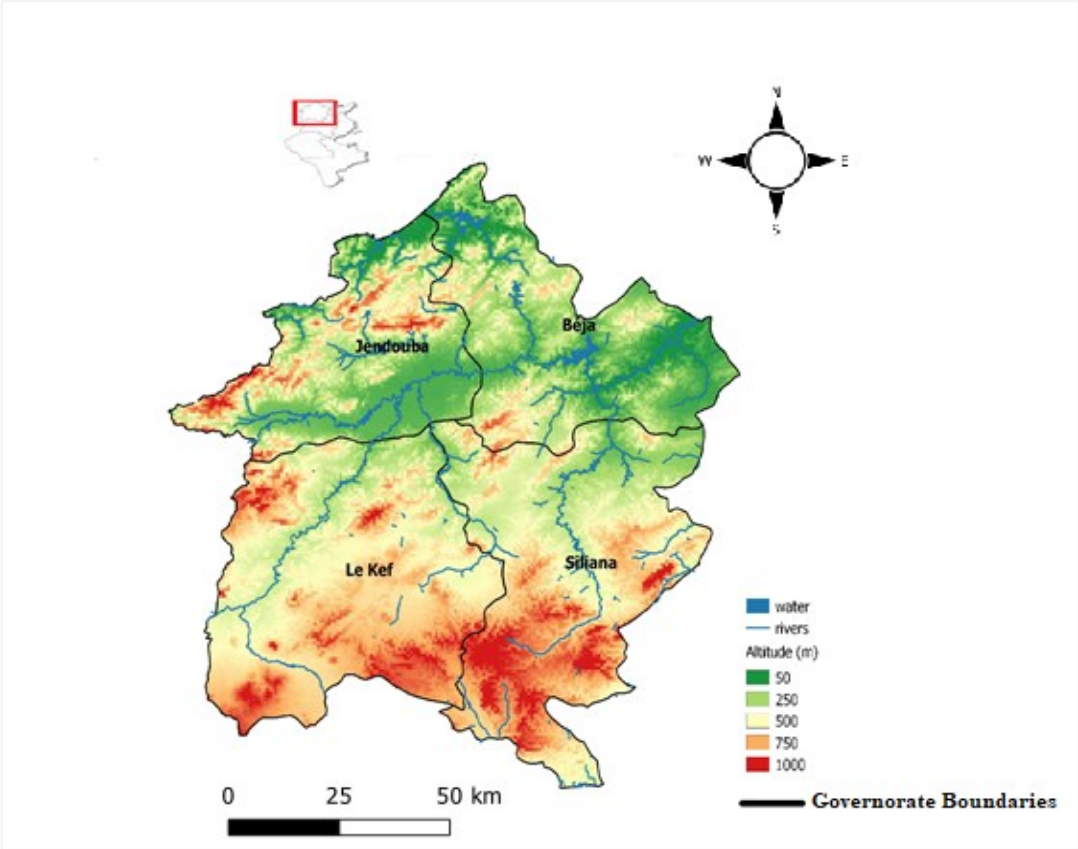 N
W E
S
Béja
Jendouba
Le Kef
Siliana
water
rivers
Altitude (m)
50
250
500
750
1000
0 25 50 km
Governorate Boundaries